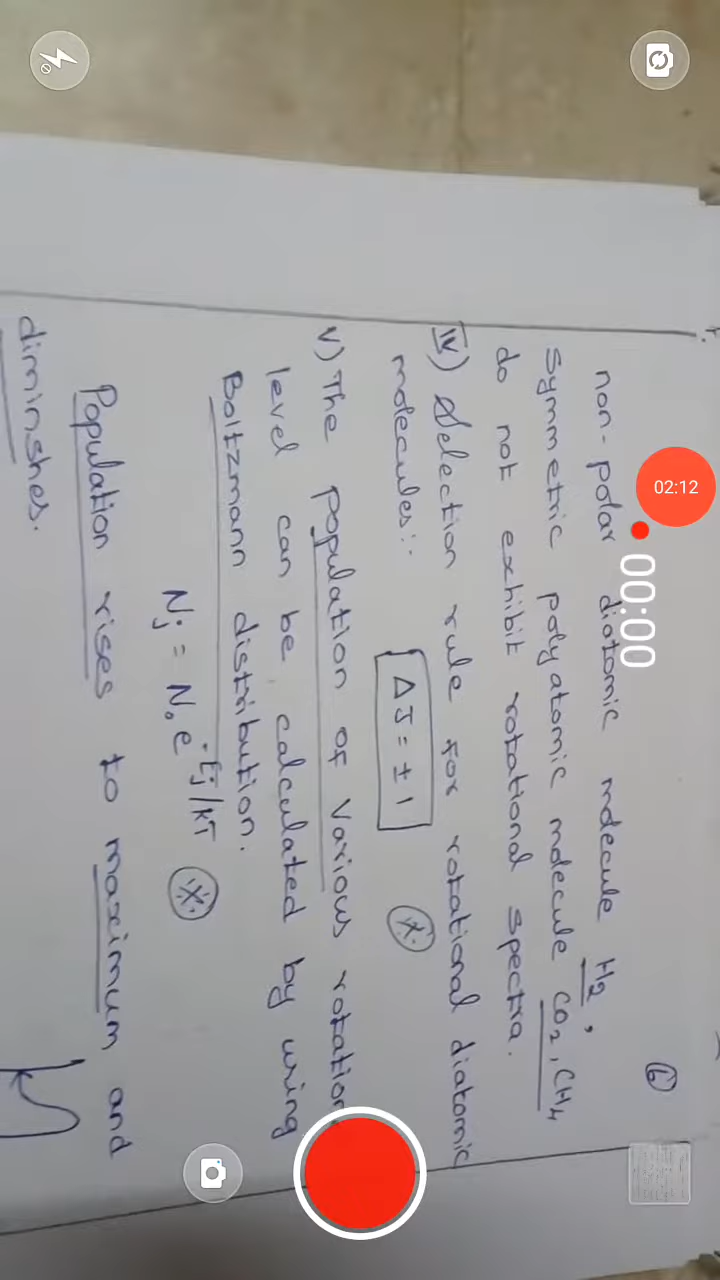 02:12
00:00
6
non-polar diatomic molecule H₂,
symmetric polyatomic molecule CO₂, CH₄
do not exhibit rotational spectra.
IV) Selection rule for rotational diatomic
molecules:-
ΔJ = ±1
V) The population of various rotation
level can be calculated by using
Boltzmann distribution.
Nj = N₀ e^-Ej/kT
Population rises to maximum and
diminshes.